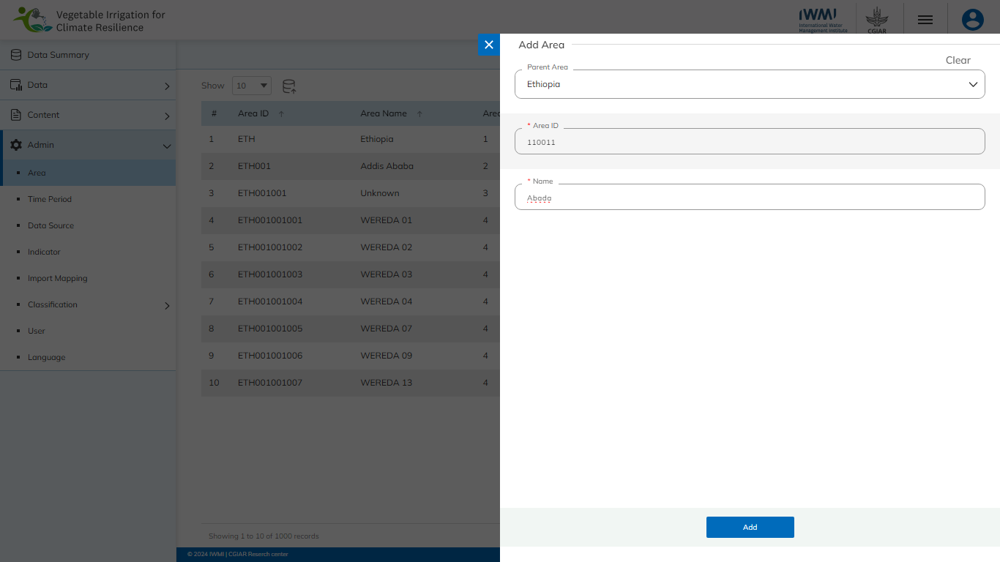 Vegetable Irrigation for
Climate Resilience
IWMI
International Water
Management Institute
CGIAR
Data Summary
Data
Content
Admin
Area
Time Period
Data Source
Indicator
Import Mapping
Classification
User
Language
Show 10
# Area ID Area Name Area
1 ETH Ethiopia 1
2 ETH001 Addis Ababa 2
3 ETH001001 Unknown 3
4 ETH001001001 WEREDA 01 4
5 ETH001001002 WEREDA 02 4
6 ETH001001003 WEREDA 03 4
7 ETH001001004 WEREDA 04 4
8 ETH001001005 WEREDA 07 4
9 ETH001001006 WEREDA 09 4
10 ETH001001007 WEREDA 13 4
Showing 1 to 10 of 1000 records
© 2024 IWMI | CGIAR Reserch center
Add Area
Clear
Parent Area
Ethiopia
* Area ID
110011
* Name
Abada
Add